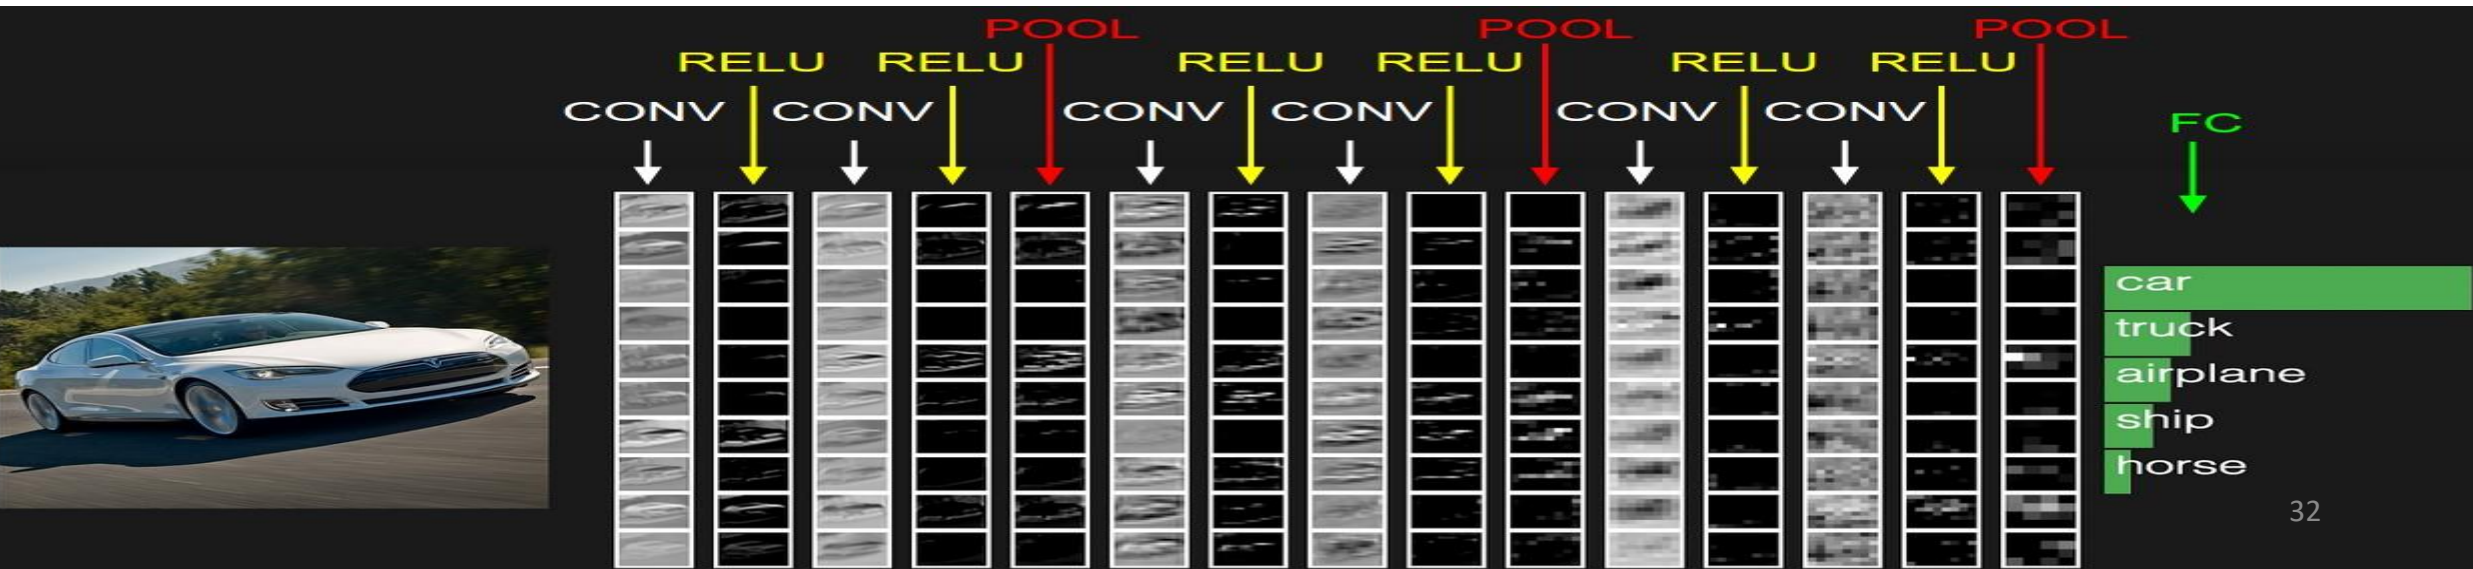 POOL POOL POOL
RELU RELU RELU RELU RELU RELU
CONV CONV CONV CONV CONV CONV
FC
car
truck
airplane
ship
horse
32